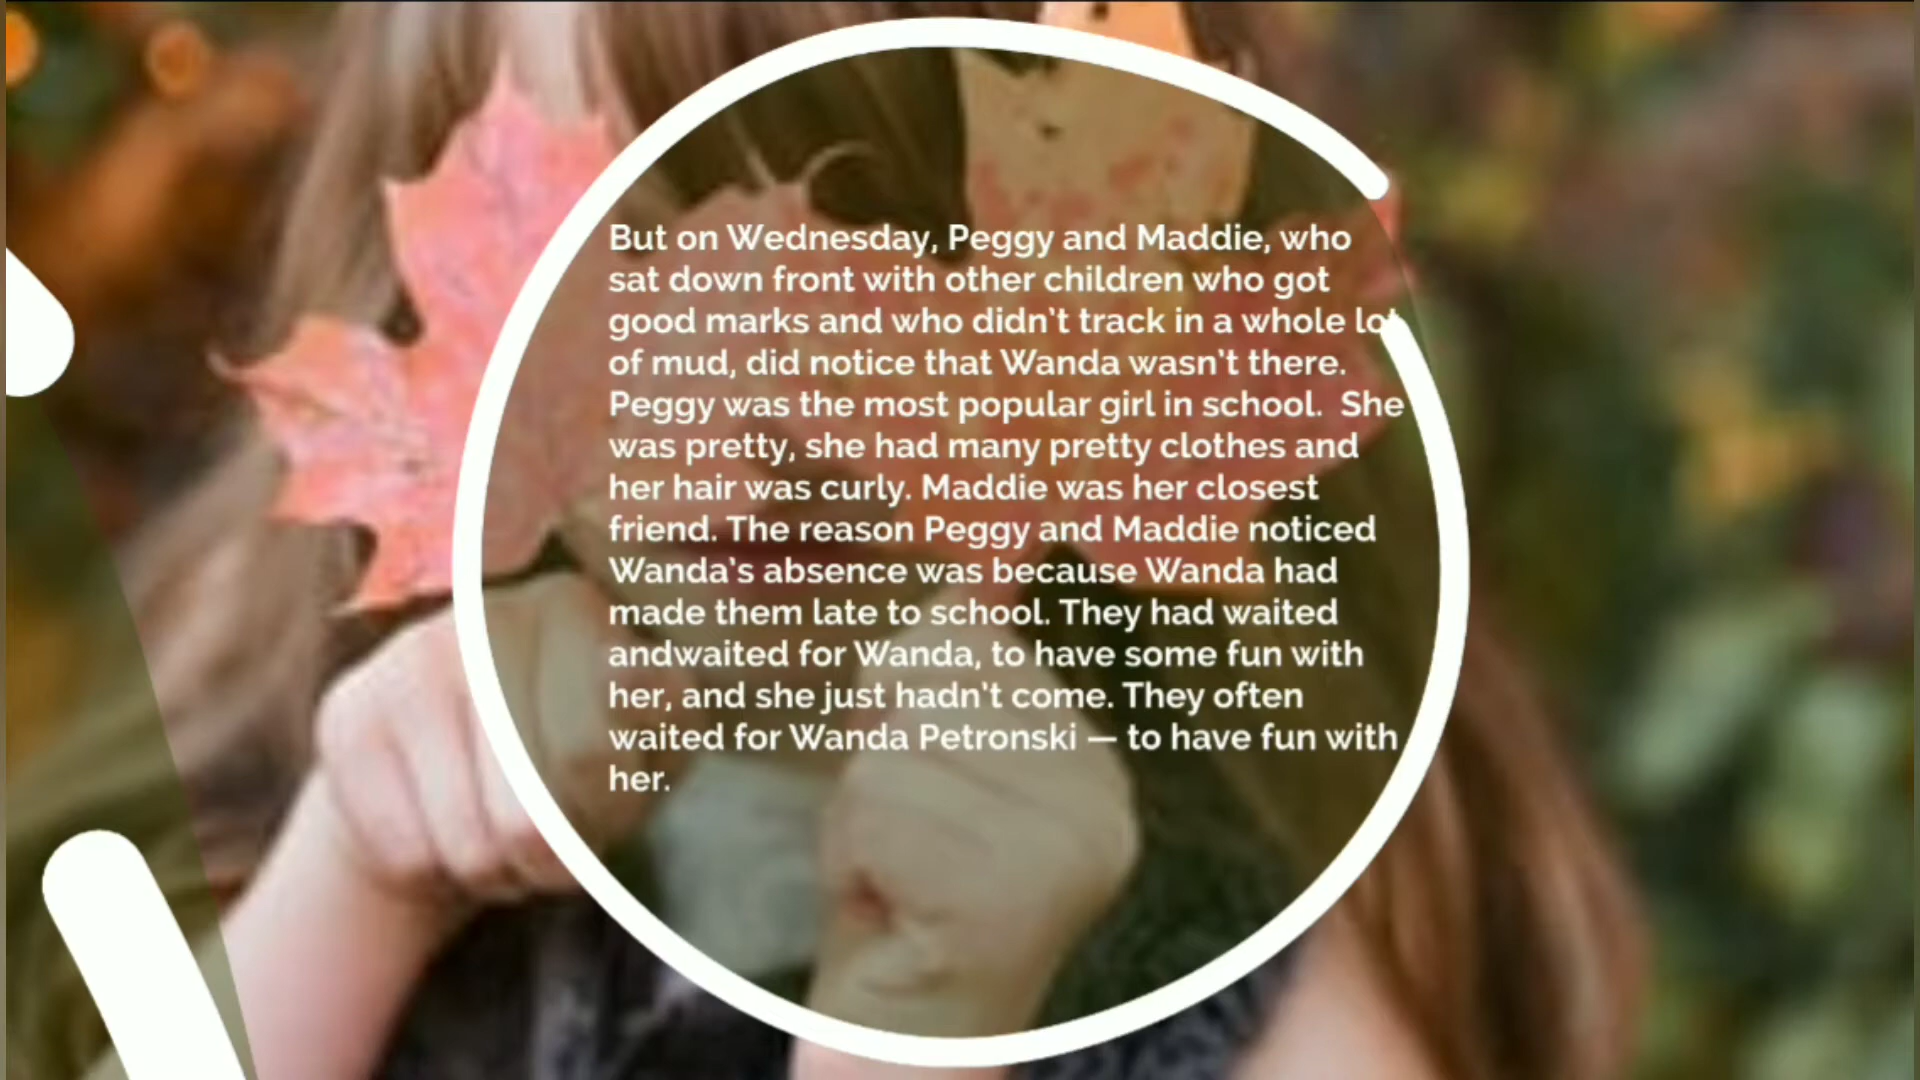 But on Wednesday, Peggy and Maddie, who
sat down front with other children who got
good marks and who didn't track in a whole lot
of mud, did notice that Wanda wasn't there.
Peggy was the most popular girl in school.  She
was pretty, she had many pretty clothes and
her hair was curly. Maddie was her closest
friend. The reason Peggy and Maddie noticed
Wanda's absence was because Wanda had
made them late to school. They had waited
andwaited for Wanda, to have some fun with
her, and she just hadn't come. They often
waited for Wanda Petronski — to have fun with
her.